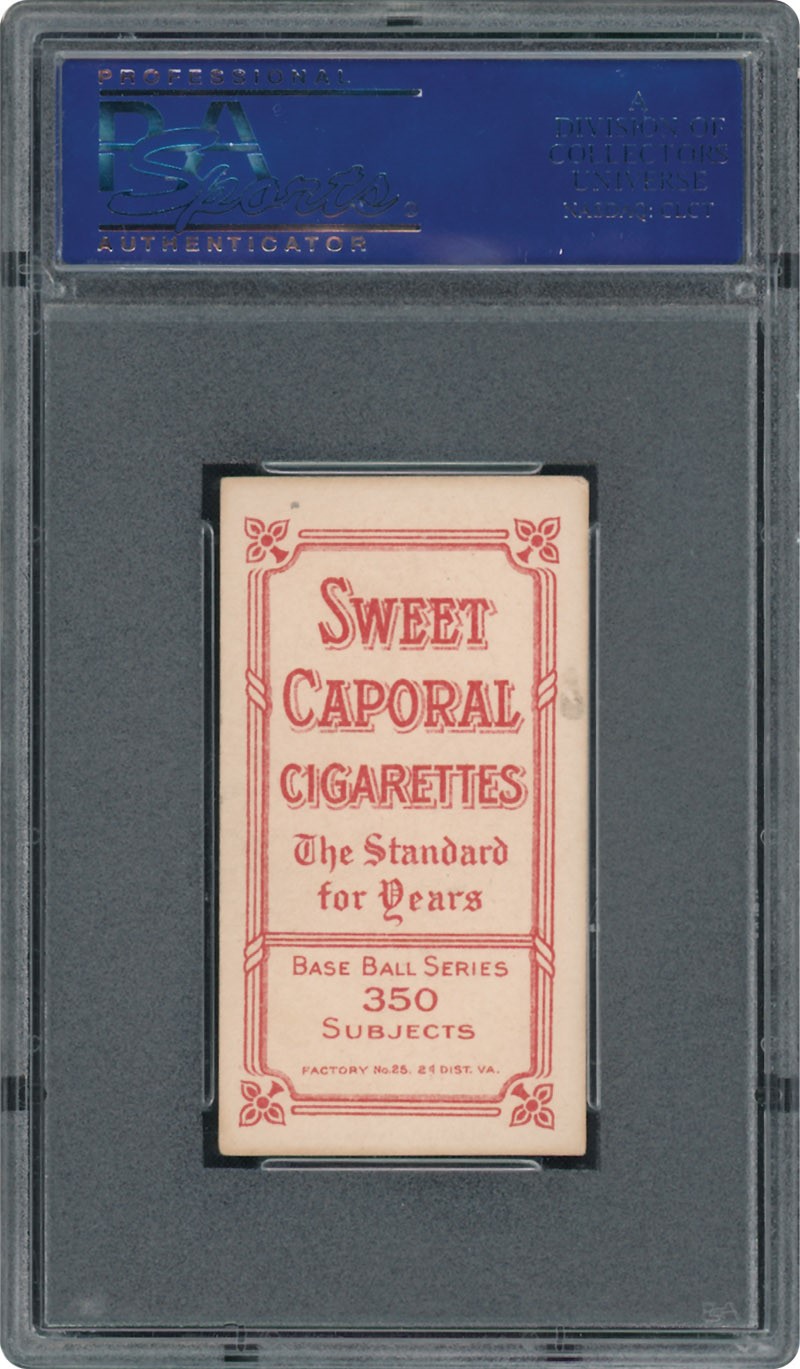 PROFESSIONAL
PSA
Sports
AUTHENTICATOR
A
DIVISION OF
COLLECTORS
UNIVERSE
NASDAQ: CLCT
SWEET
CAPORAL
CIGARETTES
The Standard
for Years
BASE BALL SERIES
350
SUBJECTS
FACTORY No. 25. 2d DIST. VA.
PSA